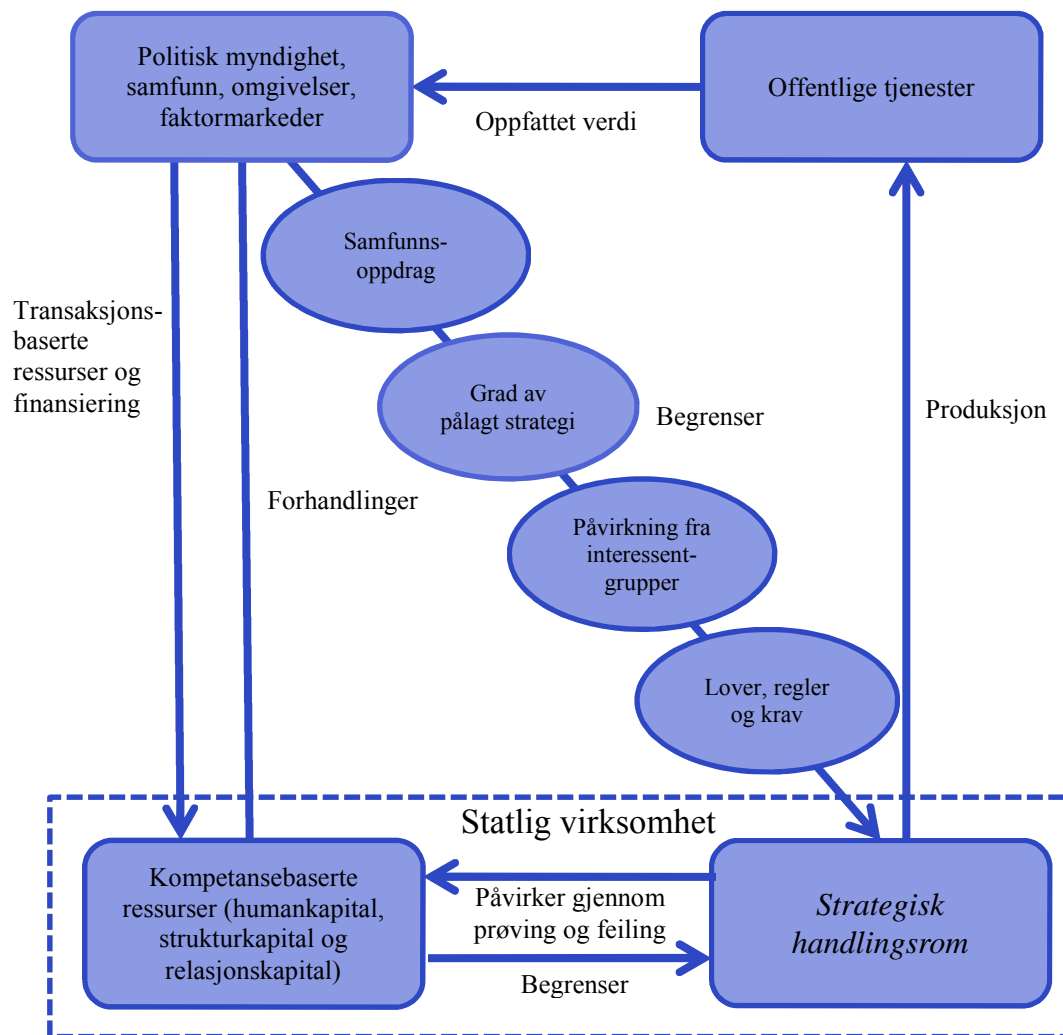 Politisk myndighet,
samfunn, omgivelser,
faktormarkeder
Offentlige tjenester
Oppfattet verdi
Samfunns-
oppdrag
Transaksjons-
baserte
ressurser og
finansiering
Grad av
pålagt strategi
Begrenser
Produksjon
Forhandlinger
Påvirkning fra
interessent-
grupper
Lover, regler
og krav
Statlig virksomhet
Kompetansebaserte
ressurser (humankapital,
strukturkapital og
relasjonskapital)
Påvirker gjennom
prøving og feiling
Begrenser
Strategisk
handlingsrom